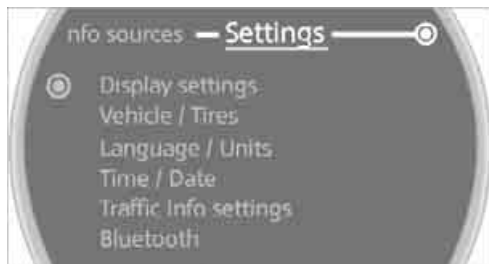 nfo sources Settings
Display settings
Vehicle / Tires
Language / Units
Time / Date
Traffic Info settings
Bluetooth